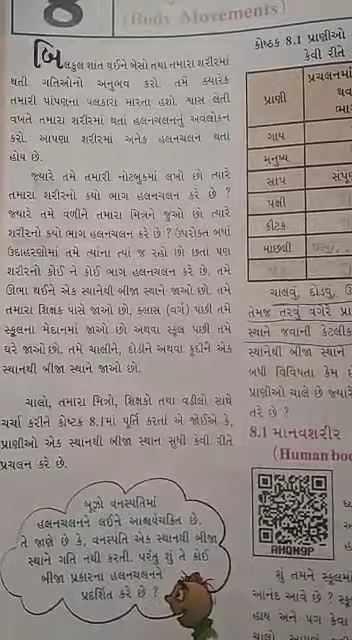 8
(Body Movements)
બિલકુલ શાંત થઈને બેસો તથા તમારા શરીરમાં
થતી ગતિઓનો અનુભવ કરો. તમે ક્યારેક
તમારી પાંપણના પલકારા મારતા હશો. શ્વાસ લેતી
વખતે તમારા શરીરમાં થતાં હલનચલનનું અવલોકન
કરો. આપણા શરીરમાં અનેક હલનચલન થતા
હોય છે.
જ્યારે તમે તમારી નોટબુકમાં લખો છો ત્યારે
તમારા શરીરનો કયો ભાગ હલનચલન કરે છે ?
જ્યારે તમે વળીને તમારા મિત્રને જુઓ છો ત્યારે
શરીરનો કયો ભાગ હલનચલન કરે છે ? ઉપરોક્ત બધાં
ઉદાહરણોમાં તમે ત્યાંના ત્યાં જ રહો છો છતાં પણ
શરીરનો કોઈ ને કોઈ ભાગ હલનચલન કરે છે. તમે
ઊભા થઈને એક સ્થાનેથી બીજા સ્થાને જાઓ છો. તમે
તમારા શિક્ષક પાસે જાઓ છો, ક્લાસ (વર્ગ) પછી તમે
સ્કૂલના મેદાનમાં જાઓ છો અથવા સ્કૂલ પછી તમે
ઘરે જાઓ છો. તમે ચાલીને, દોડીને અથવા કૂદીને એક
સ્થાનથી બીજા સ્થાને જાઓ છો.
ચાલો, તમારા મિત્રો, શિક્ષકો તથા વડીલો સાથે
ચર્ચા કરીને કોષ્ટક 8.1માં પૂર્તિ કરતાં એ જોઈએ કે,
પ્રાણીઓ એક સ્થાનથી બીજા સ્થાન સુધી કેવી રીતે
પ્રચલન કરે છે.
બૂઝો વનસ્પતિમાં
હલનચલનને લઈને આશ્ચર્યચકિત છે.
તે જાણે છે કે, વનસ્પતિ એક સ્થાનથી બીજા
સ્થાને ગતિ નથી કરતી. પરંતુ શું તે કોઈ
બીજા પ્રકારના હલનચલનને
પ્રદર્શિત કરે છે ?
કોષ્ટક 8.1 પ્રાણીઓ
કેવી રીતે
પ્રાણી
પ્રચલનમાં
ગાય
મનુષ્ય
સાપ સંપૂ
પક્ષી
કીટક
માછલી
ચાલવું, દોડવું,
તેમજ તરવું વગેરે પ્રા
સ્થાને જવાની કેટલીક
સ્થાનેથી બીજા સ્થાન
બધી વિવિધતા કેમ
પ્રાણીઓ ચાલે છે જ્યારે
તરે છે ?
8.1 માનવશરીર
(Human bo
AHQN9P
શું તમને સ્કૂલમાં
આનંદ આવે છે ? સ્કૂ
હાથ અને પગ કેવા